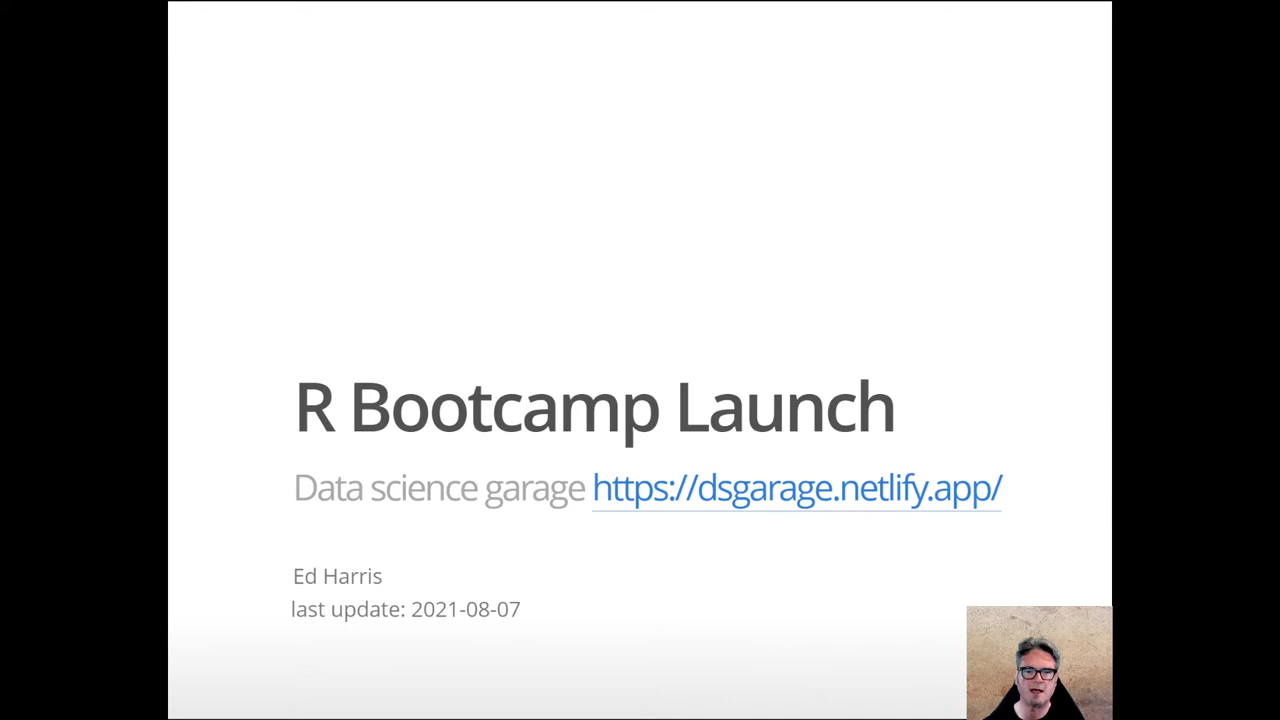 R Bootcamp Launch
Data science garage https://dsgarage.netlify.app/
Ed Harris
last update: 2021-08-07